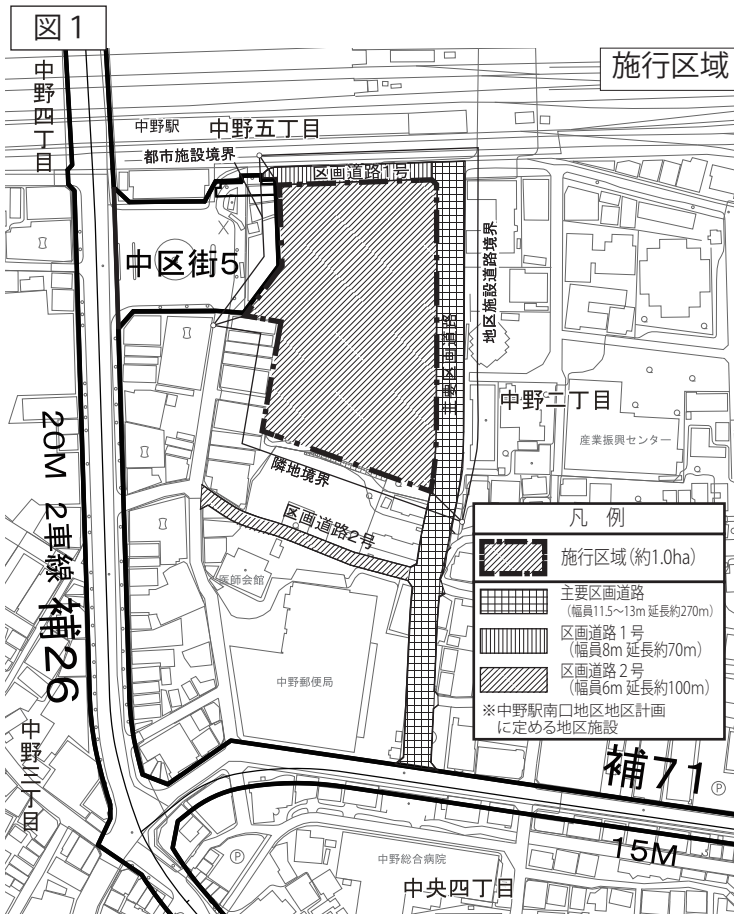 図1
施行区域
中野四丁目
中野駅
中野五丁目
都市施設境界
区画道路1号
中区街5
地区施設道路境界
主要区画道路
中野二丁目
産業振興センター
隣地境界
区画道路2号
医師会館
20M 2車線 補26
中野郵便局
中野三丁目
凡 例
施行区域(約1.0ha)
主要区画道路
(幅員11.5~13m 延長約270m)
区画道路1号
(幅員8m 延長約70m)
区画道路2号
(幅員6m 延長約100m)
※中野駅南口地区地区計画
に定める地区施設
補71
15M
P
P
中野総合病院
中央四丁目